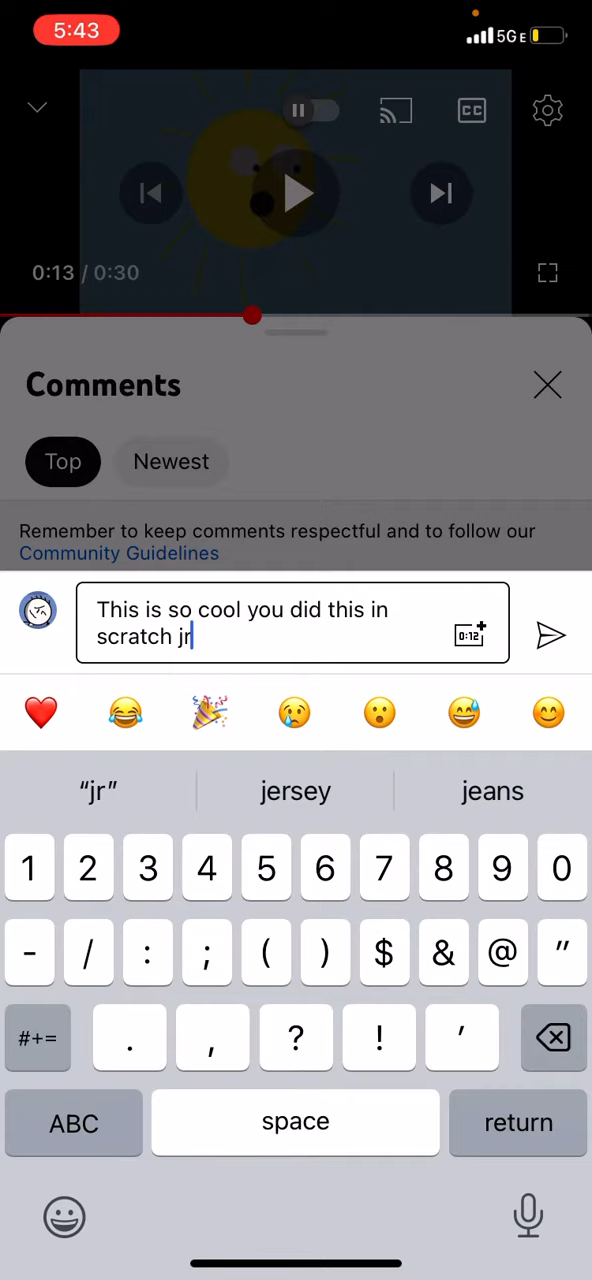 5:43
5G E
CC
0:13 / 0:30
Comments
Top Newest
Remember to keep comments respectful and to follow our
Community Guidelines
This is so cool you did this in
scratch jr
0:12
“jr” jersey jeans
1 2 3 4 5 6 7 8 9 0
- / : ; ( ) $ & @ "
#+= . , ? ! '
ABC space return